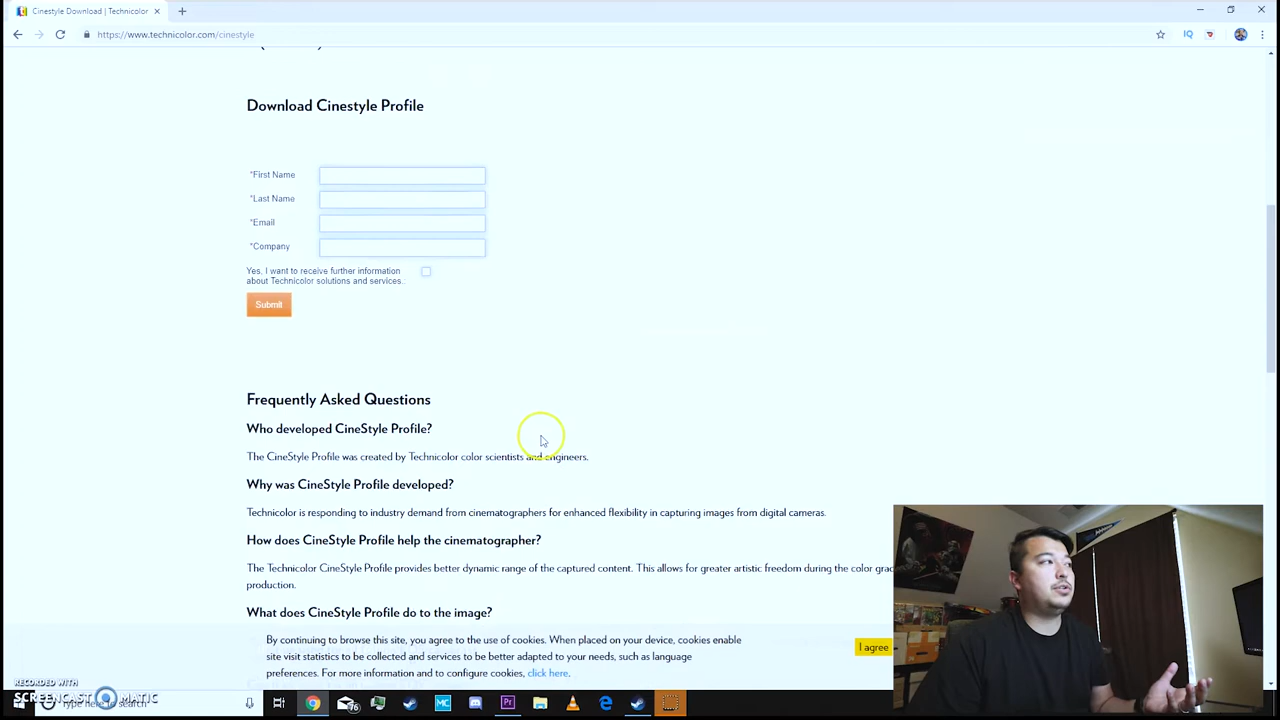 Cinestyle Download | Technicolor
https://www.technicolor.com/cinestyle
Download Cinestyle Profile
*First Name
*Last Name
*Email
*Company
Yes, I want to receive further information
about Technicolor solutions and services.
Submit
Frequently Asked Questions
Who developed CineStyle Profile?
The CineStyle Profile was created by Technicolor color scientists and engineers.
Why was CineStyle Profile developed?
Technicolor is responding to industry demand from cinematographers for enhanced flexibility in capturing images from digital cameras.
How does CineStyle Profile help the cinematographer?
The Technicolor CineStyle Profile provides better dynamic range of the captured content. This allows for greater artistic freedom during the color
production.
What does CineStyle Profile do to the image?
By continuing to browse this site, you agree to the use of cookies. When placed on your device, cookies enable
site visit statistics to be collected and services to be better adapted to your needs, such as language
preferences. For more information and to configure cookies, click here.
I agree
RECORDED WITH
SCREENCAST MATIC
Type here to search